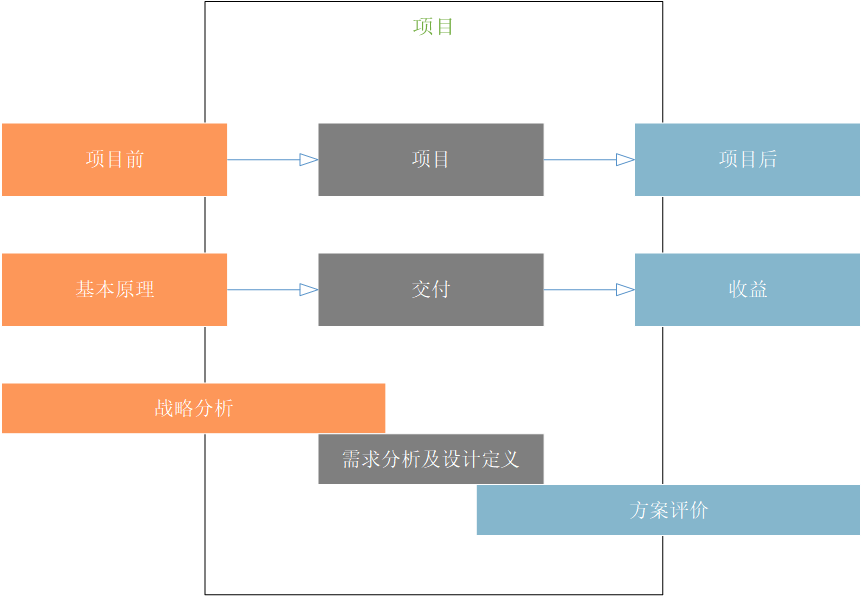 项目
项目前
项目
项目后
基本原理
交付
收益
战略分析
需求分析及设计定义
方案评价